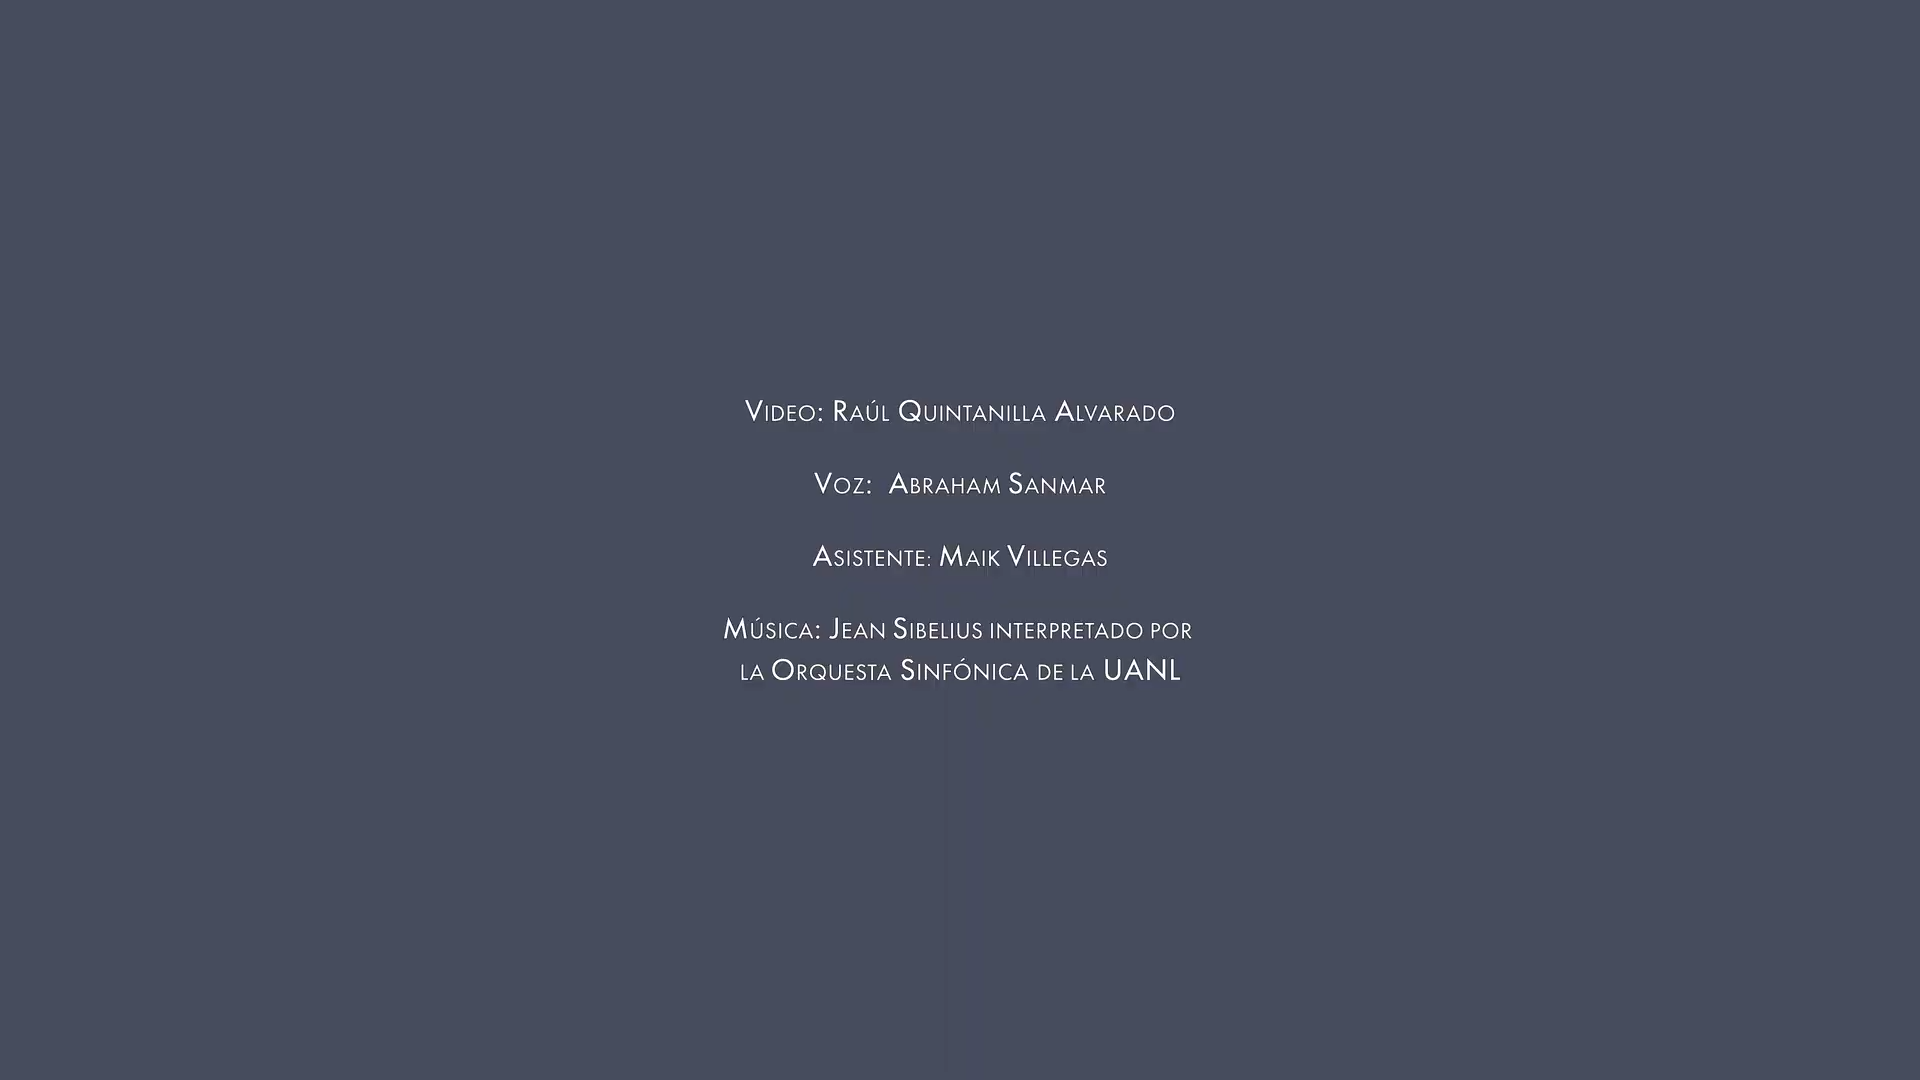 Video: Raúl Quintanilla Alvarado
Voz:  Abraham Sanmar
Asistente: Maik Villegas
Música: Jean Sibelius interpretado por
la Orquesta Sinfónica de la UANL